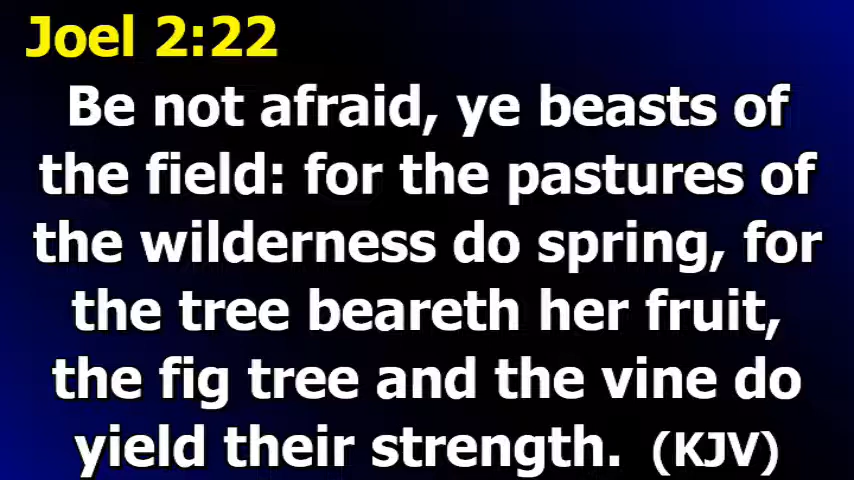 Joel 2:22
Be not afraid, ye beasts of
the field: for the pastures of
the wilderness do spring, for
the tree beareth her fruit,
the fig tree and the vine do
yield their strength. (KJV)